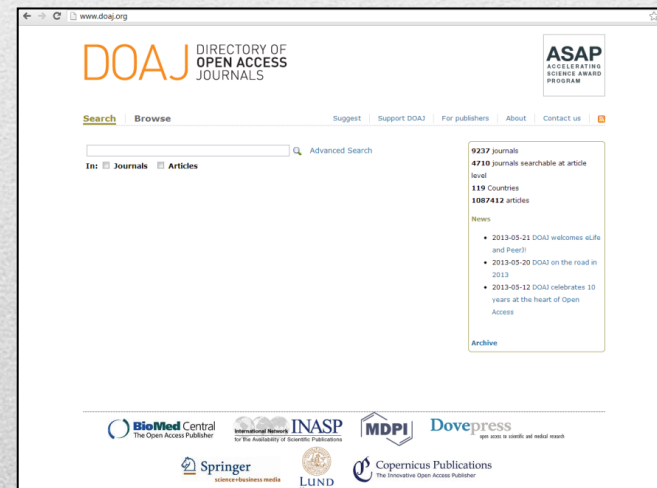 www.doaj.org
DOAJ
DIRECTORY OF
OPEN ACCESS
JOURNALS
ASAP
ACCELERATING
SCIENCE AWARD
PROGRAM
Search Browse Suggest Support DOAJ For publishers About Contact us
Advanced Search
In: Journals Articles
9237 journals
4710 journals searchable at article
level
119 Countries
1087412 articles
News
2013-05-21 DOAJ welcomes eLife
and PeerJ!
2013-05-20 DOAJ on the road in
2013
2013-05-12 DOAJ celebrates 10
years at the heart of Open
Access
Archive
BioMed Central
The Open Access Publisher
International Network INASP
for the Availability of Scientific Publications
MDPI
Dovepress
open access to scientific and medical research
Springer
science+business media
LUND
Copernicus Publications
The Innovative Open Access Publisher